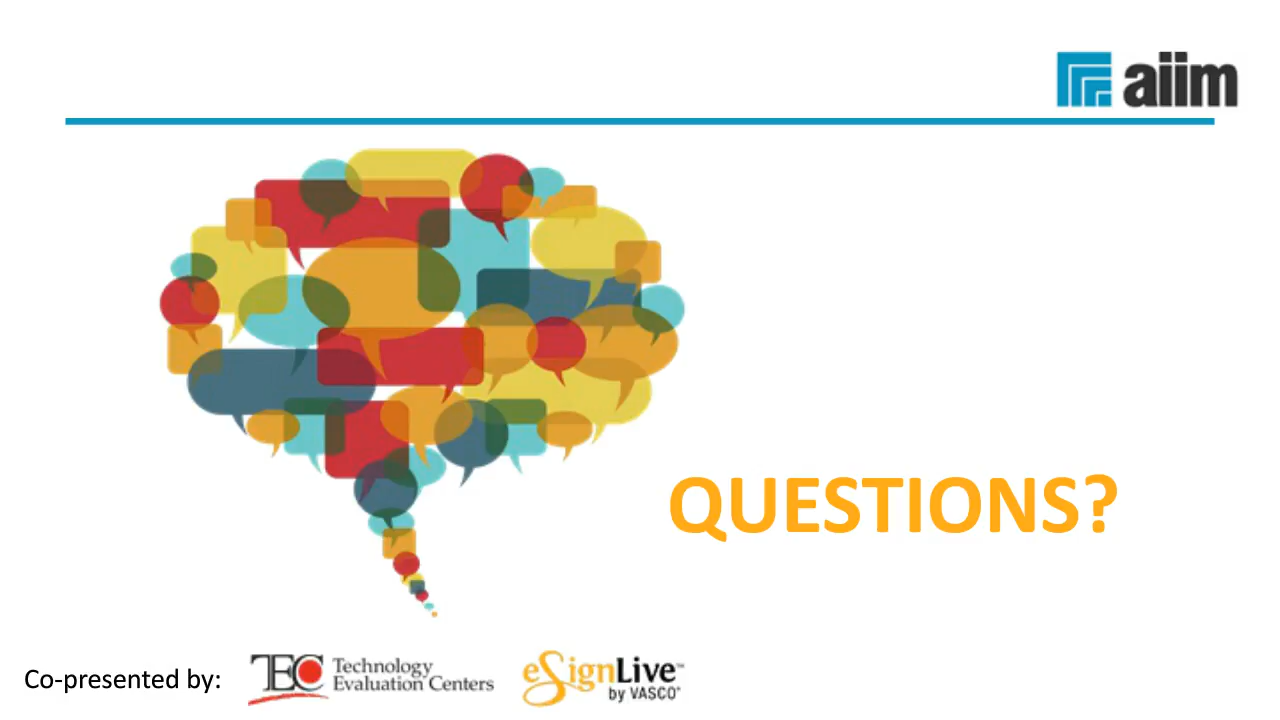 aiim
QUESTIONS?
Co-presented by:
TEC Technology
Evaluation Centers
eSignLive™
by VASCO®